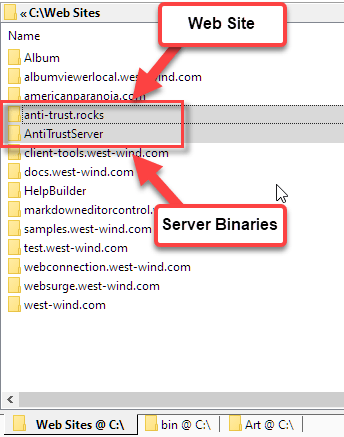 « C:\Web Sites
Web Site
Name
Album
albumviewerlocal.west-wind.com
americanparanoia.com
anti-trust.rocks
AntiTrustServer
client-tools.west-wind.com
docs.west-wind.com
HelpBuilder
markdowneditorcontrol.
Server Binaries
samples.west-wind.com
test.west-wind.com
webconnection.west-wind.com
websurge.west-wind.com
west-wind.com
Web Sites @ C:\ bin @ C:\ Art @ C:\